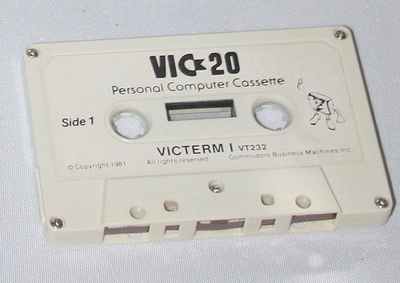 VIC 20
Personal Computer Cassette
Side 1
VICTERM I VT232
© Copyright 1981 All rights reserved Commodore Business Machines Inc